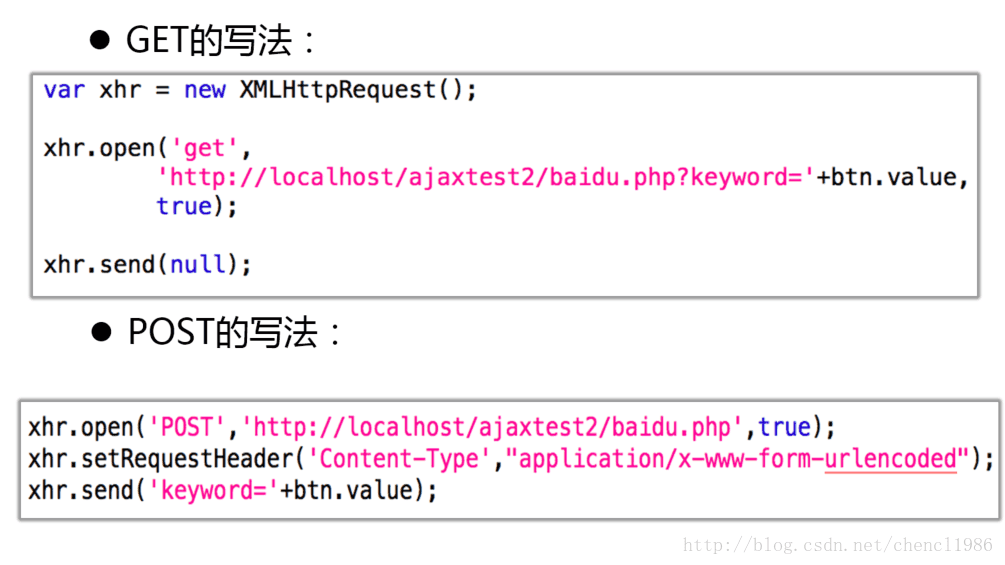 ● GET的写法：
var xhr = new XMLHttpRequest();
xhr.open('get',
'http://localhost/ajaxtest2/baidu.php?keyword='+btn.value,
true);
xhr.send(null);
● POST的写法：
xhr.open('POST','http://localhost/ajaxtest2/baidu.php',true);
xhr.setRequestHeader('Content-Type',"application/x-www-form-urlencoded");
xhr.send('keyword='+btn.value);
http://blog.csdn.net/chencl1986